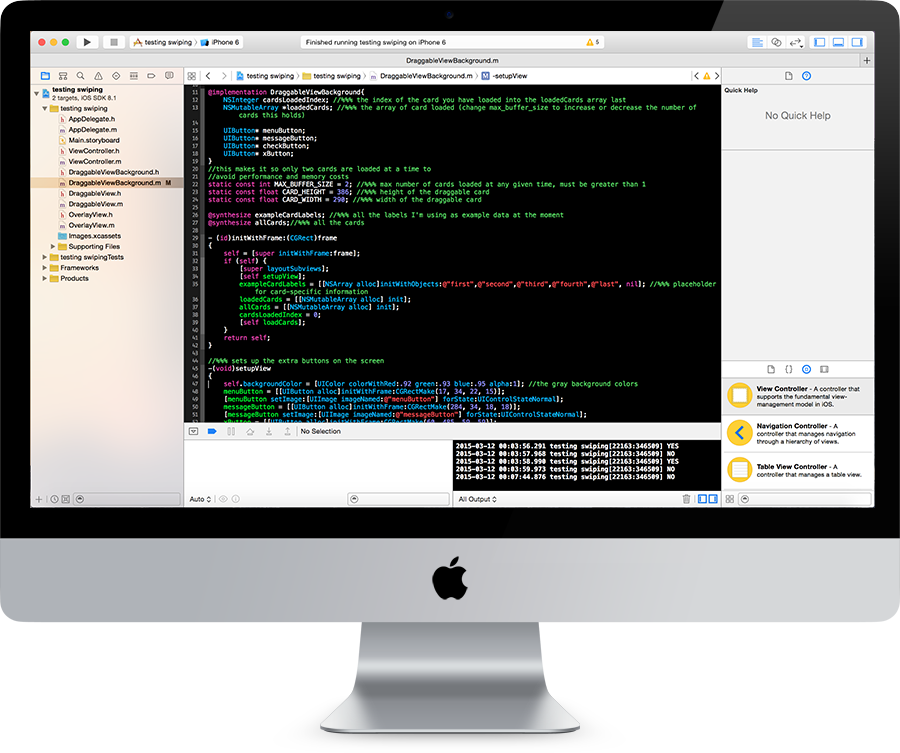 testing swiping
iPhone 6
Finished running testing swiping on iPhone 6
5
DraggableViewBackground.m
testing swiping
testing swiping
DraggableViewBackground.m
M
-setupView
testing swiping
2 targets, iOS SDK 8.1
testing swiping
AppDelegate.h
AppDelegate.m
Main.storyboard
ViewController.h
ViewController.m
DraggableViewBackground.h
DraggableViewBackground.m M
DraggableView.h
DraggableView.m
OverlayView.h
OverlayView.m
Images.xcassets
Supporting Files
testing swipingTests
Frameworks
Products
11 @implementation DraggableViewBackground{
12 NSInteger cardsLoadedIndex; //%%% the index of the card you have loaded into the loadedCards array last
13 NSMutableArray *loadedCards; //%%% the array of card loaded (change max_buffer_size to increase or decrease the number of
cards this holds)
14
15 UIButton* menuButton;
16 UIButton* messageButton;
17 UIButton* checkButton;
18 UIButton* xButton;
19 }
20 //this makes it so only two cards are loaded at a time to
21 //avoid performance and memory costs
22 static const int MAX_BUFFER_SIZE = 2; //%%% max number of cards loaded at any given time, must be greater than 1
23 static const float CARD_HEIGHT = 386; //%%% height of the draggable card
24 static const float CARD_WIDTH = 290; //%%% width of the draggable card
25
26 @synthesize exampleCardLabels; //%%% all the labels I'm using as example data at the moment
27 @synthesize allCards;//%%% all the cards
28
29 - (id)initWithFrame:(CGRect)frame
30 {
31 self = [super initWithFrame:frame];
32 if (self) {
33 [super layoutSubviews];
34 [self setupView];
35 exampleCardLabels = [[NSArray alloc]initWithObjects:@"first",@"second",@"third",@"fourth",@"last", nil]; //%%% placeholder
for card-specific information
36 loadedCards = [[NSMutableArray alloc] init];
37 allCards = [[NSMutableArray alloc] init];
38 cardsLoadedIndex = 0;
39 [self loadCards];
40 }
41 return self;
42 }
43
44 //%%% sets up the extra buttons on the screen
45 -(void)setupView
46 {
47 self.backgroundColor = [UIColor colorWithRed:.92 green:.93 blue:.95 alpha:1]; //the gray background colors
48 menuButton = [[UIButton alloc]initWithFrame:CGRectMake(17, 34, 22, 15)];
49 [menuButton setImage:[UIImage imageNamed:@"menuButton"] forState:UIControlStateNormal];
50 messageButton = [[UIButton alloc]initWithFrame:CGRectMake(284, 34, 18, 18)];
51 [messageButton setImage:[UIImage imageNamed:@"messageButton"] forState:UIControlStateNormal];
No Selection
2015-03-12 00:03:56.291 testing swiping[22163:346509] YES
2015-03-12 00:03:57.968 testing swiping[22163:346509] NO
2015-03-12 00:03:58.990 testing swiping[22163:346509] YES
2015-03-12 00:03:59.973 testing swiping[22163:346509] NO
2015-03-12 00:07:44.876 testing swiping[22163:346509] NO
Auto
All Output
Quick Help
No Quick Help
View Controller - A controller that
supports the fundamental view-
management model in iOS.
Navigation Controller - A
controller that manages navigation
through a hierarchy of views.
Table View Controller - A
controller that manages a table view.